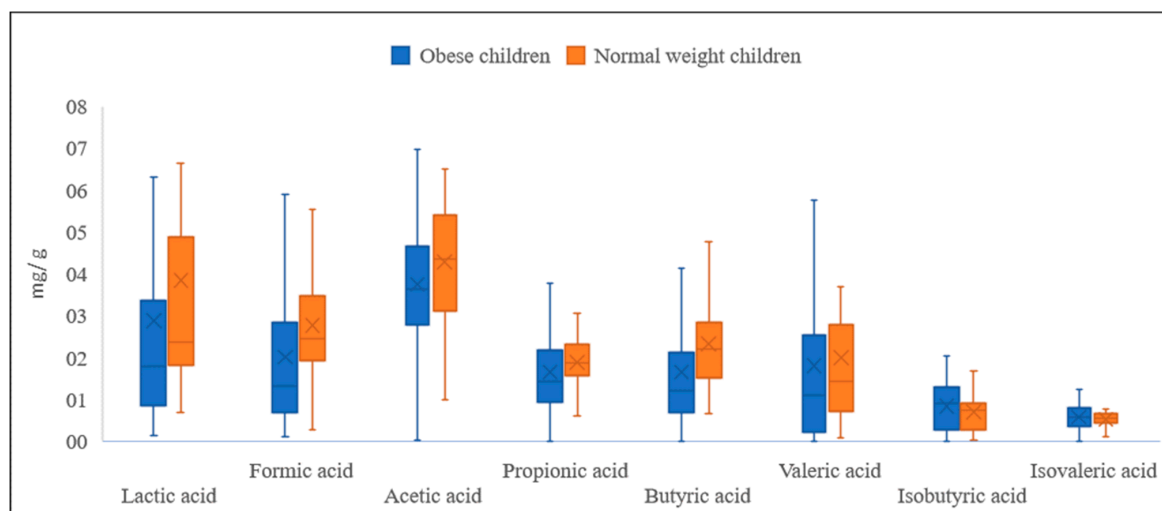 Obese children Normal weight children
08
07
06
05
04
03
02
01
00
mg/ g
Formic acid Propionic acid Valeric acid Isovaleric acid
Lactic acid Acetic acid Butyric acid Isobutyric acid